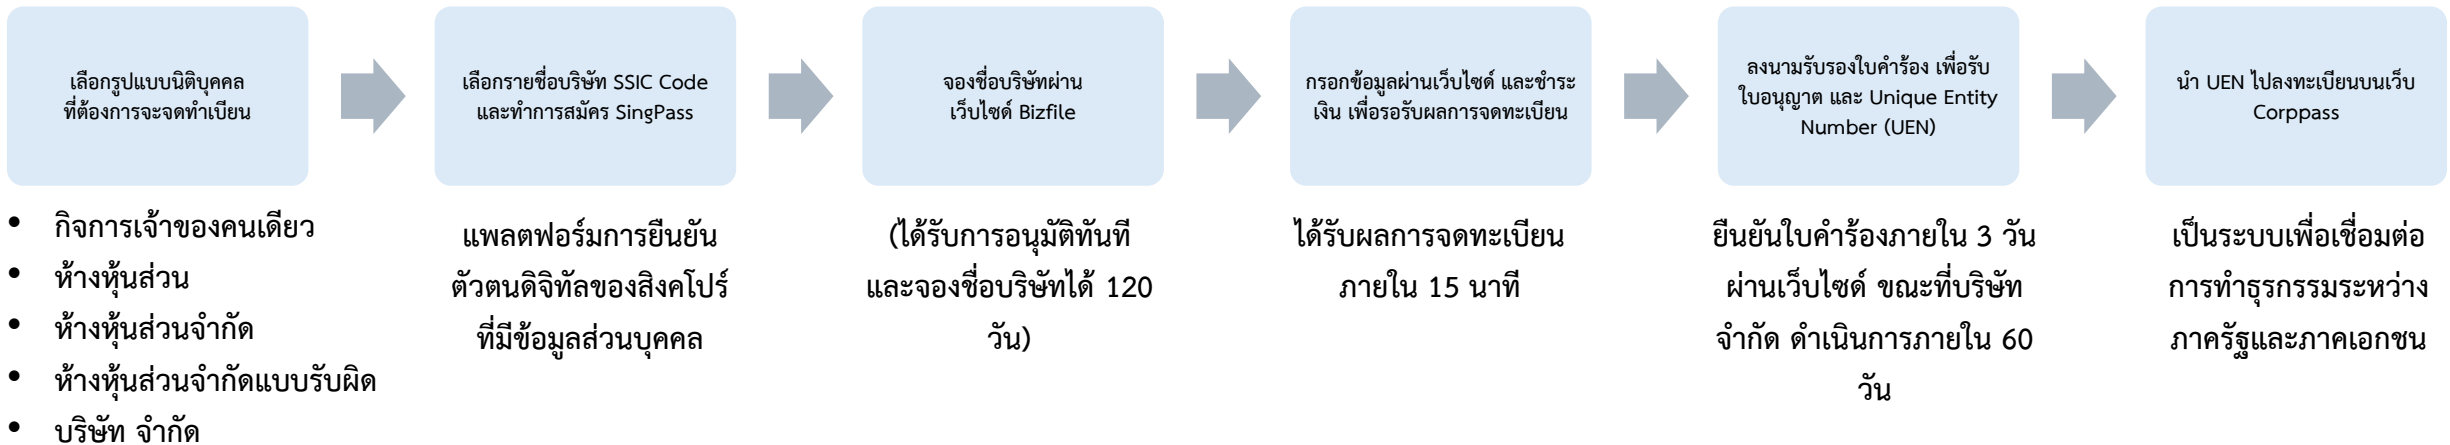 เลือกรูปแบบนิติบุคคล
ที่ต้องการจะจดทำเบียน
เลือกรายชื่อบริษัท SSIC Code
และทำการสมัคร SingPass
จองชื่อบริษัทผ่าน
เว็บไซต์ Bizfile
กรอกข้อมูลผ่านเว็บไซด์ และชำระ
เงิน เพื่อรอรับผลการจดทะเบียน
ลงนามรับรองใบคำร้อง เพื่อรับ
ใบอนุญาต และ Unique Entity
Number (UEN)
นำ UEN ไปลงทะเบียนบนเว็บ
Corppass
• กิจการเจ้าของคนเดียว
• ห้างหุ้นส่วน
• ห้างหุ้นส่วนจำกัด
• ห้างหุ้นส่วนจำกัดแบบรับผิด
• บริษัท จำกัด
แพลตฟอร์มการยืนยัน
ตัวตนดิจิทัลของสิงคโปร์
ที่มีข้อมูลส่วนบุคคล
(ได้รับการอนุมัติทันที
และจองชื่อบริษัทได้ 120
วัน)
ได้รับผลการจดทะเบียน
ภายใน 15 นาที
ยืนยันใบคำร้องภายใน 3 วัน
ผ่านเว็บไซด์ ขณะที่บริษัท
จำกัด ดำเนินการภายใน 60
วัน
เป็นระบบเพื่อเชื่อมต่อ
การทำธุรกรรมระหว่าง
ภาครัฐและภาคเอกชน